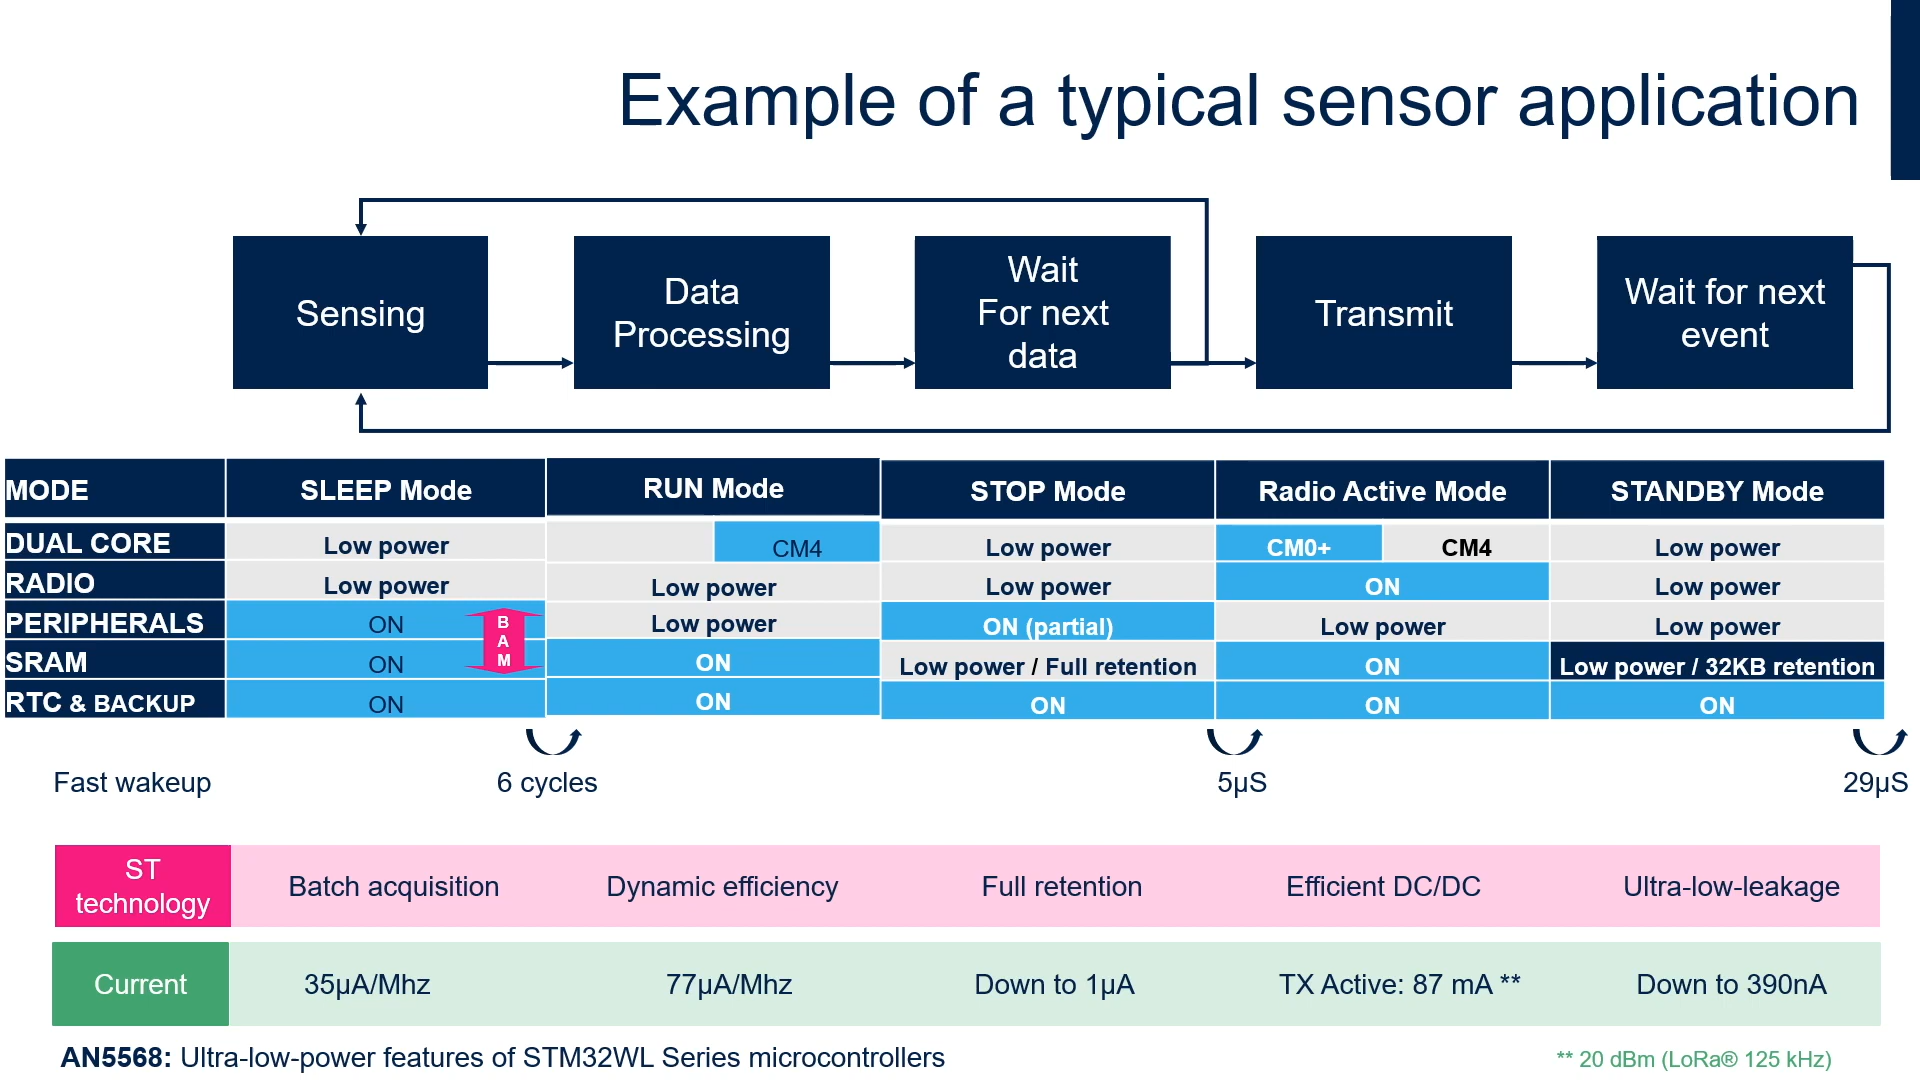 Example of a typical sensor application
Sensing
Data
Processing
Wait
For next
data
Transmit
Wait for next
event
MODE SLEEP Mode RUN Mode STOP Mode Radio Active Mode STANDBY Mode
DUAL CORE Low power CM4 Low power CM0+ CM4 Low power
RADIO Low power Low power Low power ON Low power
PERIPHERALS ON Low power ON (partial) Low power Low power
SRAM ON ON Low power / Full retention ON Low power / 32KB retention
RTC & BACKUP ON ON ON ON ON
B
A
M
Fast wakeup 6 cycles 5µS 29µS
ST
technology
Batch acquisition Dynamic efficiency Full retention Efficient DC/DC Ultra-low-leakage
Current 35µA/Mhz 77µA/Mhz Down to 1µA TX Active: 87 mA ** Down to 390nA
AN5568: Ultra-low-power features of STM32WL Series microcontrollers
** 20 dBm (LoRa® 125 kHz)